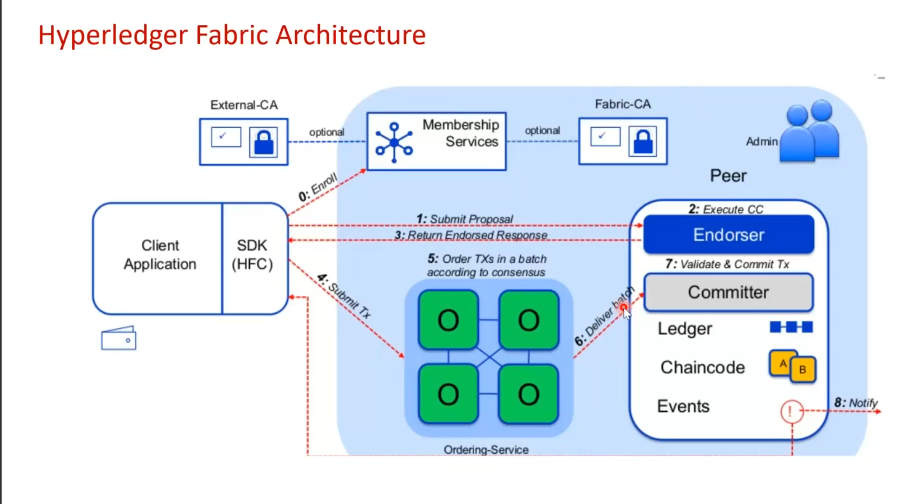 Hyperledger Fabric Architecture
External-CA
Fabric-CA
optional
Membership
Services
optional
Admin
Peer
0: Enroll
1: Submit Proposal
2: Execute CC
3: Return Endorsed Response
Endorser
Client
Application
SDK
(HFC)
4: Submit Tx
5: Order TXs in a batch
according to consensus
7: Validate & Commit Tx
Committer
6: Deliver batch
O
O
O
O
Ledger
Chaincode
A
B
Events
!
8: Notify
Ordering-Service